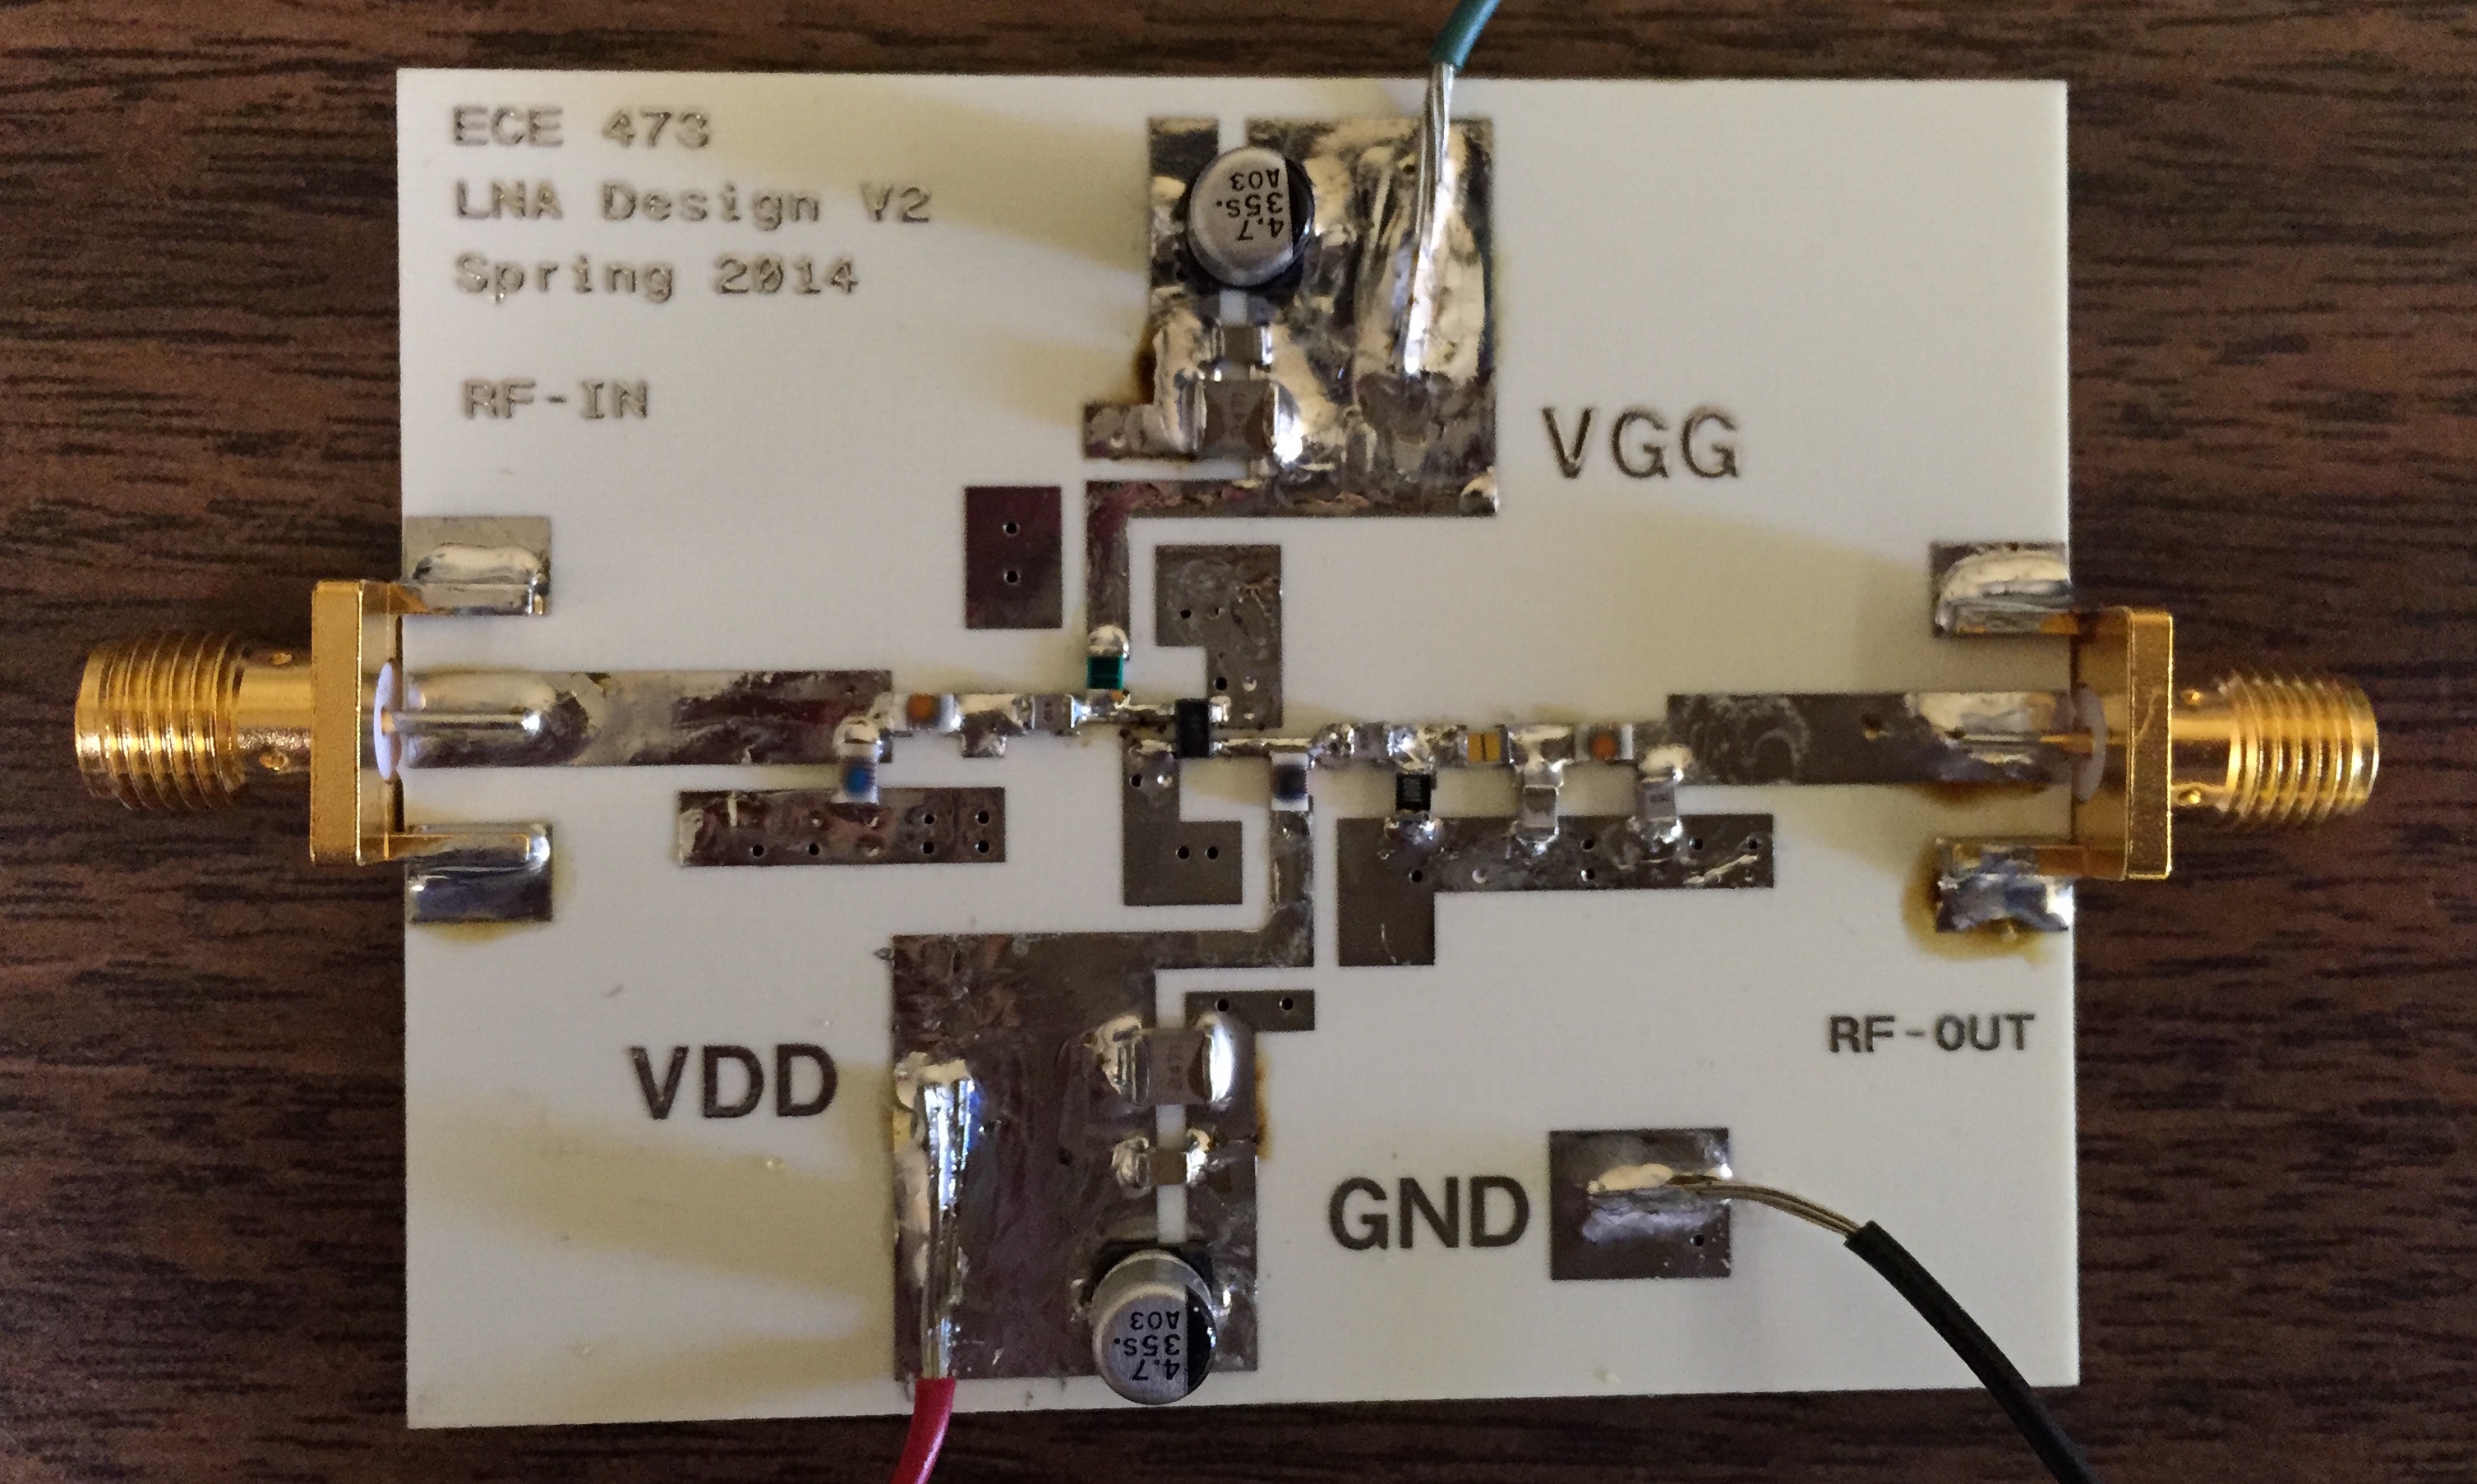 ECE 473
LNA Design V2
Spring 2014
RF-IN
4.7
35S.
A03
VGG
VDD
RF-OUT
GND
4.7
35S.
A03